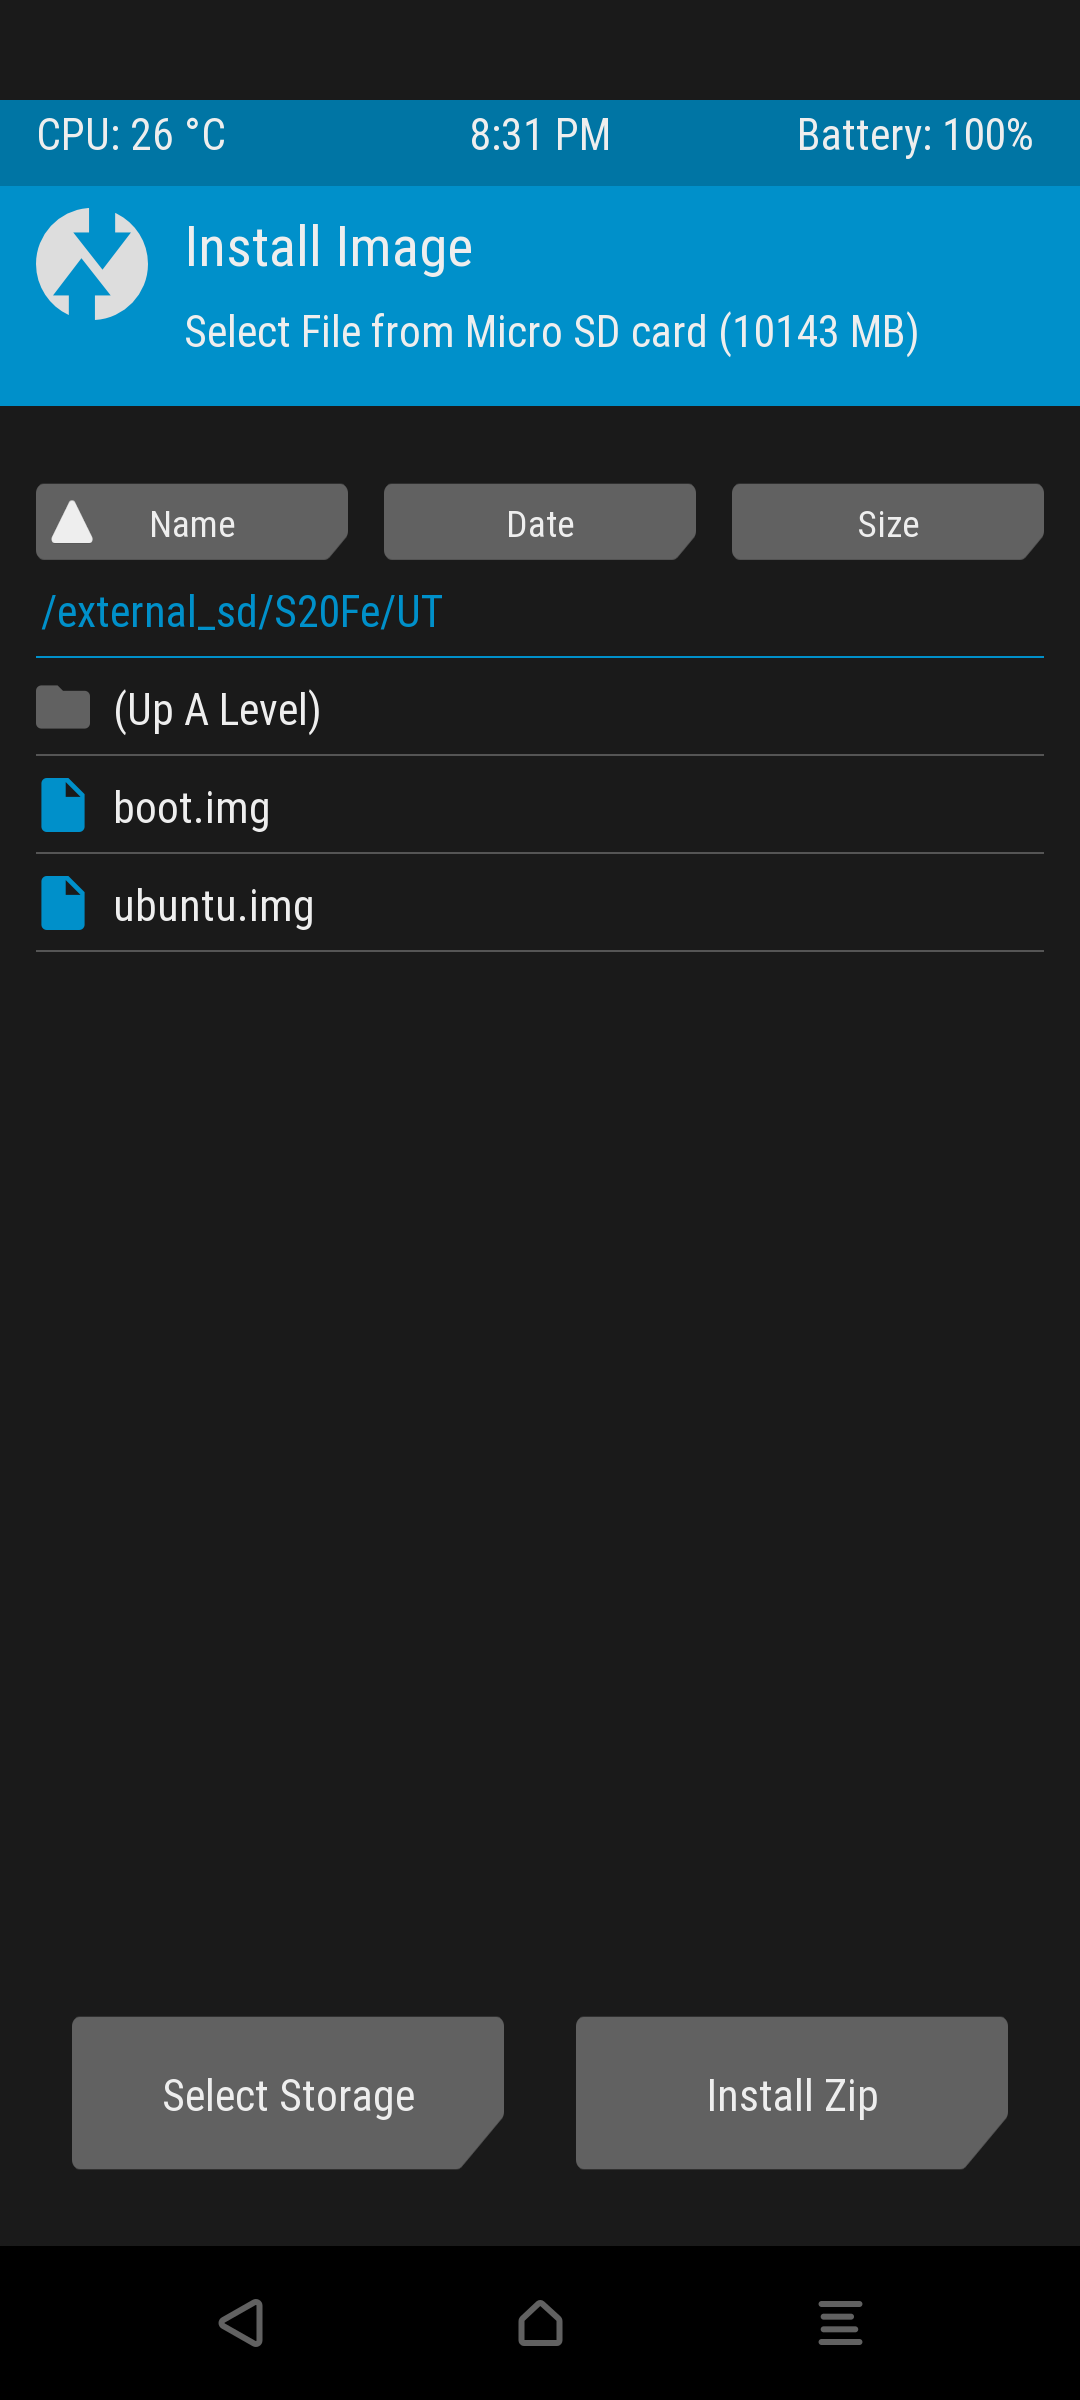 CPU: 26 °C 8:31 PM Battery: 100%
Install Image
Select File from Micro SD card (10143 MB)
Name Date Size
/external_sd/S20Fe/UT
(Up A Level)
boot.img
ubuntu.img
Select Storage Install Zip